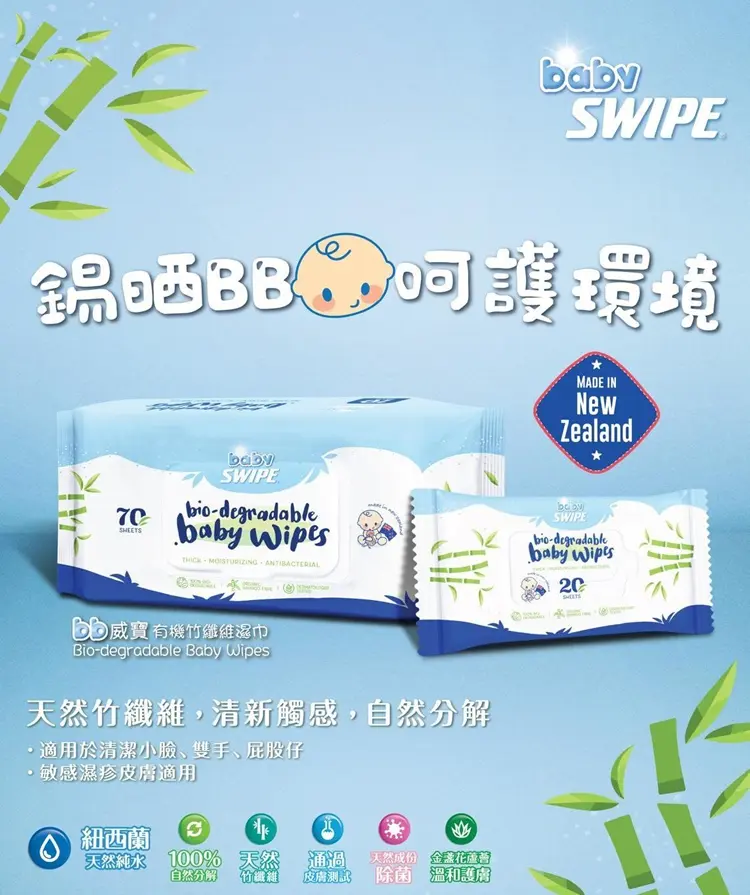 baby
SWIPE
錫晒BB呵護環境
MADE IN
New
Zealand
baby
SWIPE
70
SHEETS
bio-degradable
baby wipes
THICK • MOISTURIZING • ANTIBACTERIAL
baby
SWIPE
bio-degradable
baby wipes
20
SHEETS
bb威寶 有機竹纖維濕巾
Bio-degradable Baby Wipes
天然竹纖維，清新觸感，自然分解
·適用於清潔小臉、雙手、屁股仔
·敏感濕疹皮膚適用
紐西蘭
天然純水
100%
自然分解
天然
竹纖維
通過
皮膚測試
天然成份
除菌
金盞花蘆薈
溫和護膚